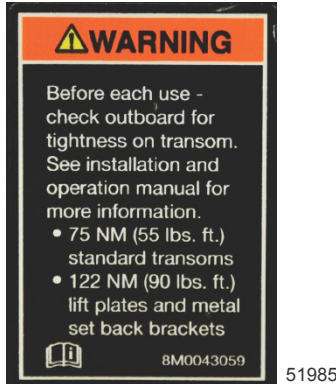 WARNING
Before each use -
check outboard for
tightness on transom.
See installation and
operation manual for
more information.
• 75 NM (55 lbs. ft.)
standard transoms
• 122 NM (90 lbs. ft.)
lift plates and metal
set back brackets
8M0043059
51985